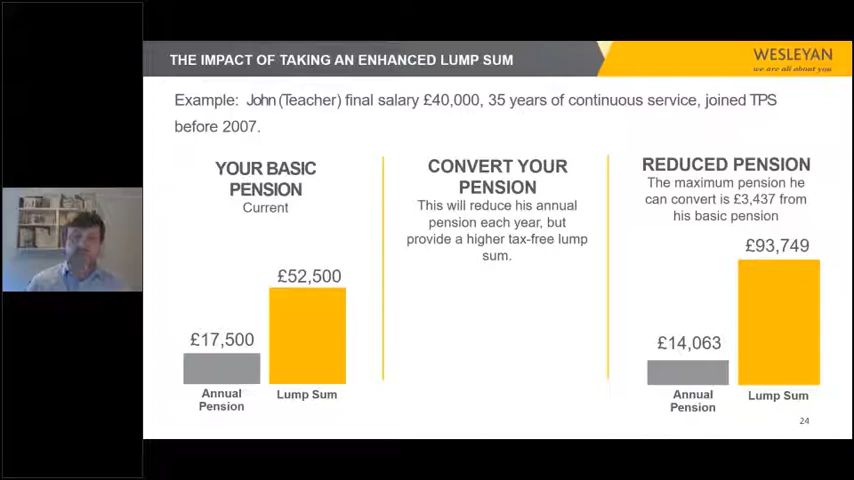 THE IMPACT OF TAKING AN ENHANCED LUMP SUM
WESLEYAN
we are all about you
Example: John (Teacher) final salary £40,000, 35 years of continuous service, joined TPS
before 2007.
YOUR BASIC
PENSION
Current
£17,500
£52,500
Annual
Pension
Lump Sum
CONVERT YOUR
PENSION
This will reduce his annual
pension each year, but
provide a higher tax-free lump
sum.
REDUCED PENSION
The maximum pension he
can convert is £3,437 from
his basic pension
£14,063
£93,749
Annual
Pension
Lump Sum
24